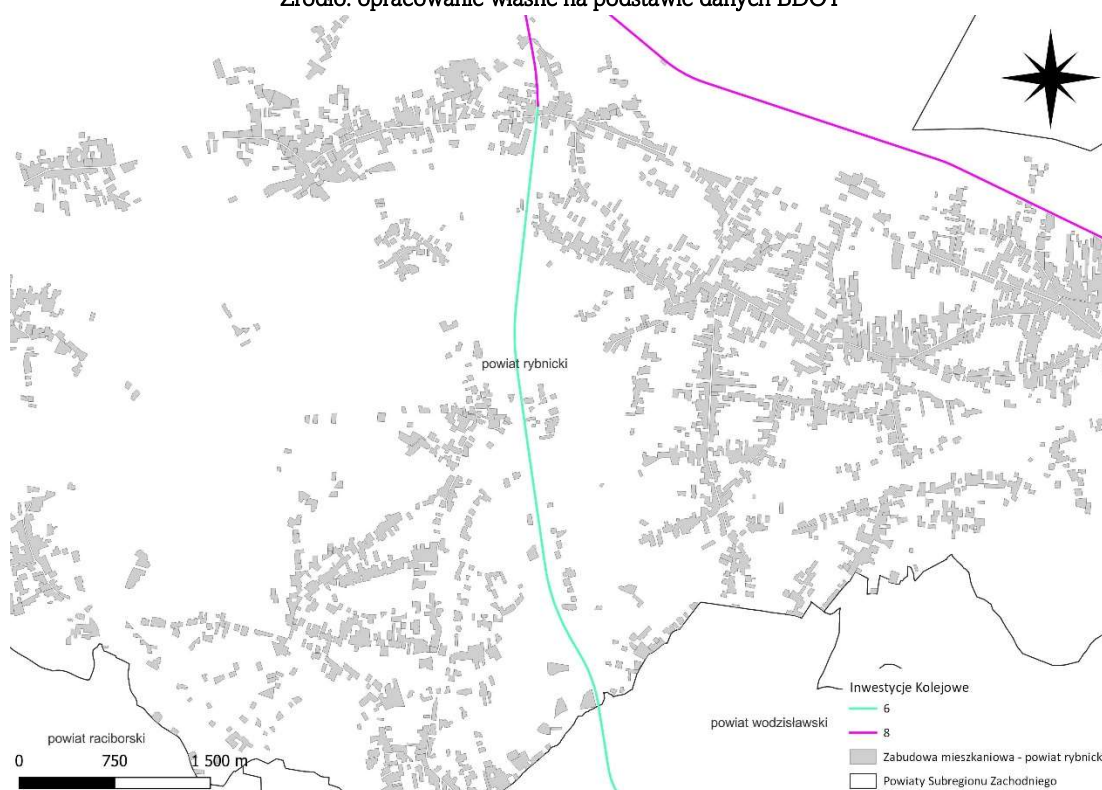 Źródło: opracowanie własne na podstawie danych BDOT
powiat rybnicki
powiat raciborski
0 750 1 500 m
powiat wodzisławski
Inwestycje Kolejowe
6
8
Zabudowa mieszkaniowa - powiat rybnick
Powiaty Subregionu Zachodniego